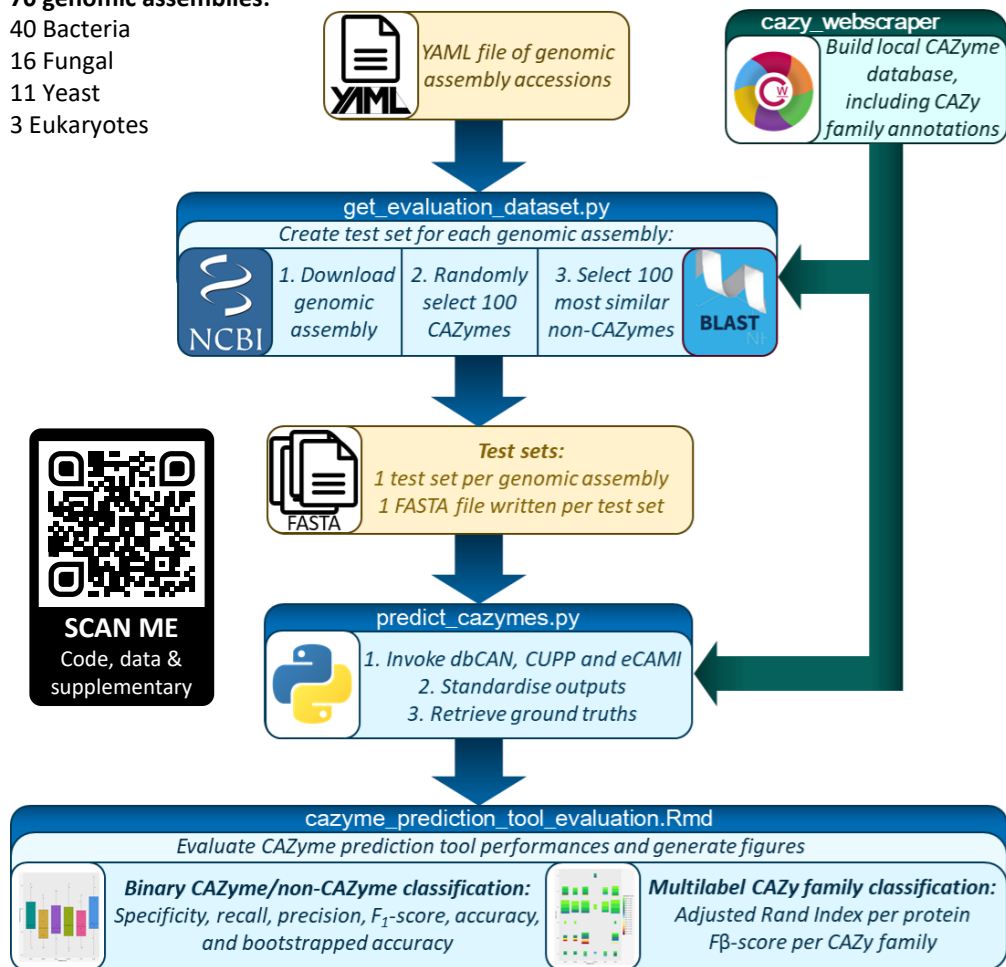 70 genomic assemblies:
40 Bacteria
16 Fungal
11 Yeast
3 Eukaryotes
YAML
YAML file of genomic
assembly accessions
cazy_webscraper
CW
Build local CAZyme
database,
including CAZy
family annotations
get_evaluation_dataset.py
Create test set for each genomic assembly:
NCBI
1. Download
genomic
assembly
2. Randomly
select 100
CAZymes
3. Select 100
most similar
non-CAZymes
BLAST
FASTA
Test sets:
1 test set per genomic assembly
1 FASTA file written per test set
SCAN ME
Code, data &
supplementary
predict_cazymes.py
1. Invoke dbCAN, CUPP and eCAMI
2. Standardise outputs
3. Retrieve ground truths
cazyme_prediction_tool_evaluation.Rmd
Evaluate CAZyme prediction tool performances and generate figures
Binary CAZyme/non-CAZyme classification:
Specificity, recall, precision, F₁-score, accuracy,
and bootstrapped accuracy
Multilabel CAZy family classification:
Adjusted Rand Index per protein
Fβ-score per CAZy family